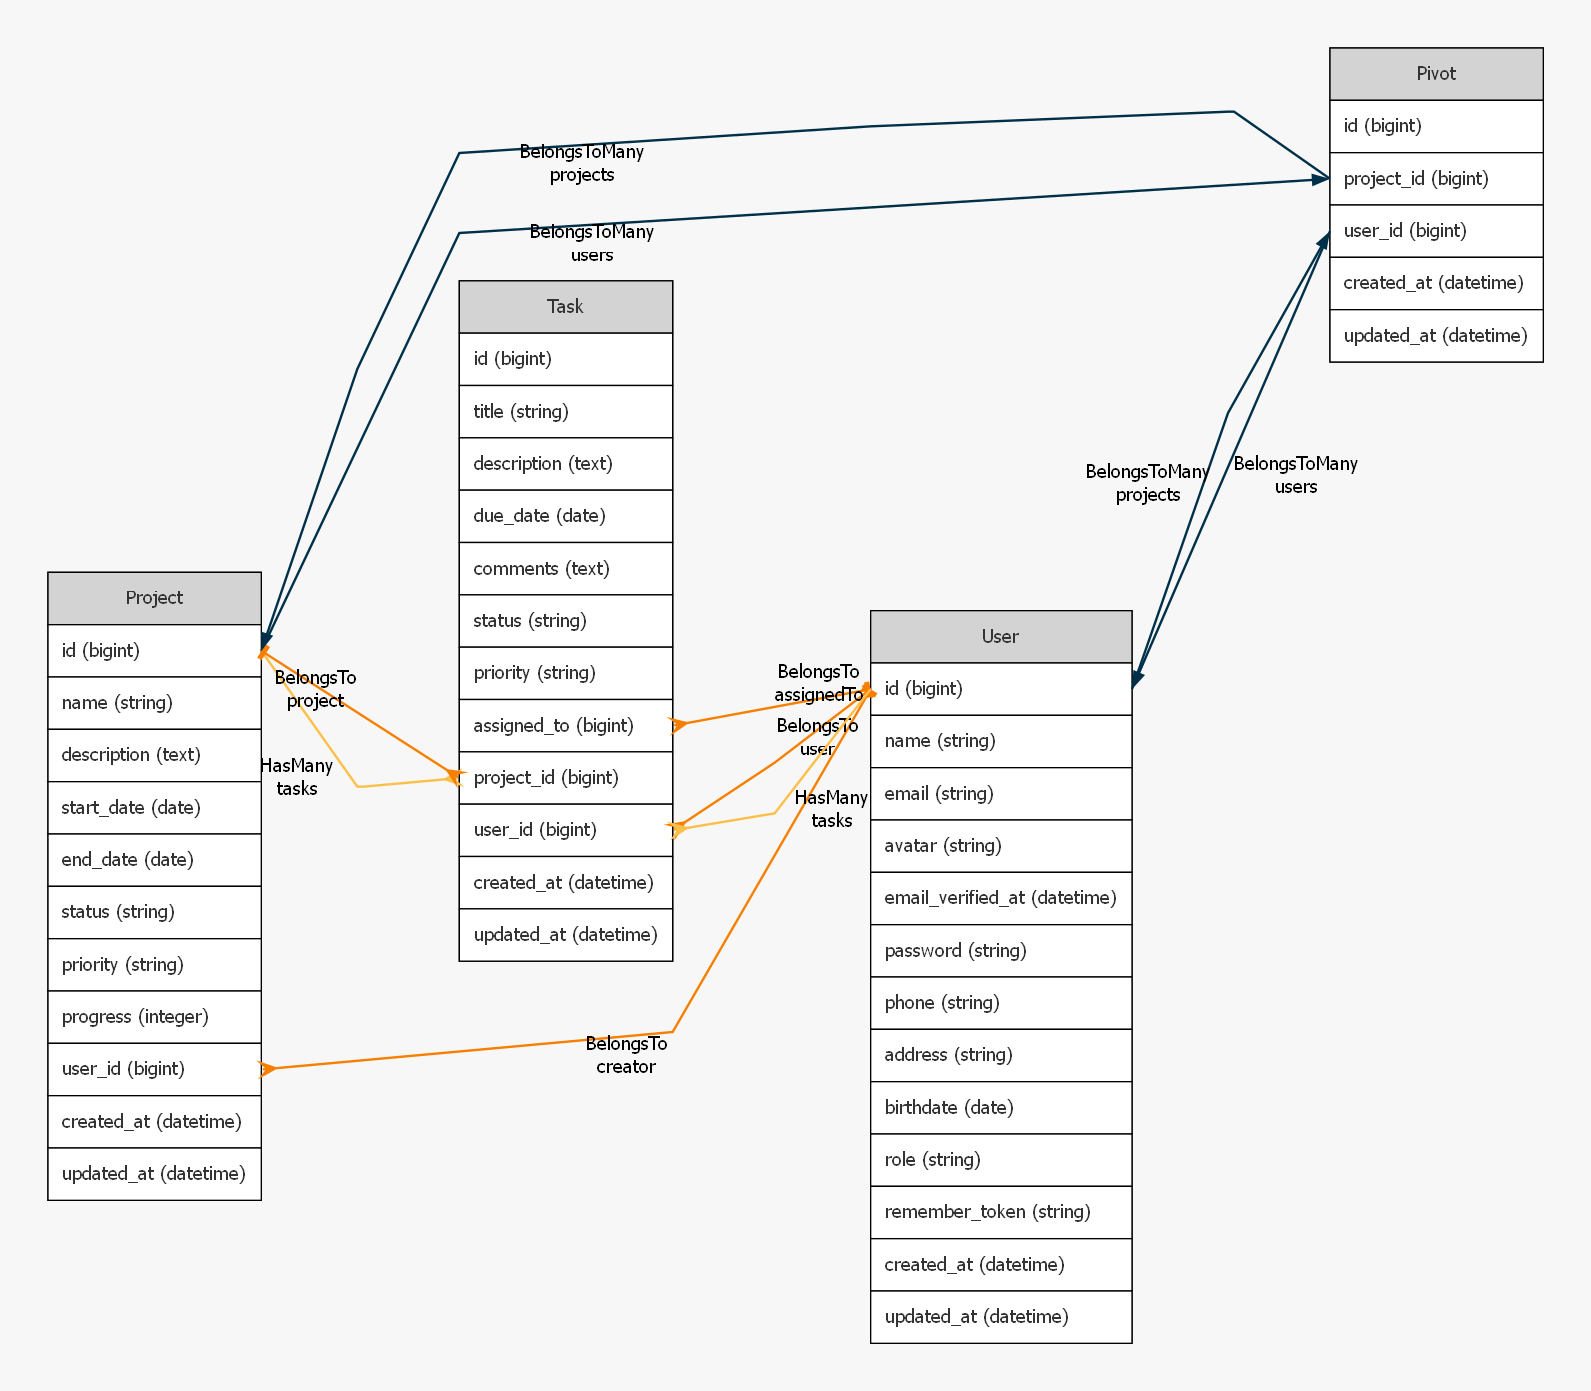 Pivot
id (bigint)
project_id (bigint)
user_id (bigint)
created_at (datetime)
updated_at (datetime)
BelongsToMany
projects
BelongsToMany
users
Task
id (bigint)
title (string)
description (text)
due_date (date)
comments (text)
status (string)
priority (string)
assigned_to (bigint)
project_id (bigint)
user_id (bigint)
created_at (datetime)
updated_at (datetime)
BelongsToMany
projects
BelongsToMany
users
Project
id (bigint)
name (string)
description (text)
start_date (date)
end_date (date)
status (string)
priority (string)
progress (integer)
user_id (bigint)
created_at (datetime)
updated_at (datetime)
BelongsTo
project
HasMany
tasks
BelongsTo
assignedTo
BelongsTo
user
HasMany
tasks
BelongsTo
creator
User
id (bigint)
name (string)
email (string)
avatar (string)
email_verified_at (datetime)
password (string)
phone (string)
address (string)
birthdate (date)
role (string)
remember_token (string)
created_at (datetime)
updated_at (datetime)